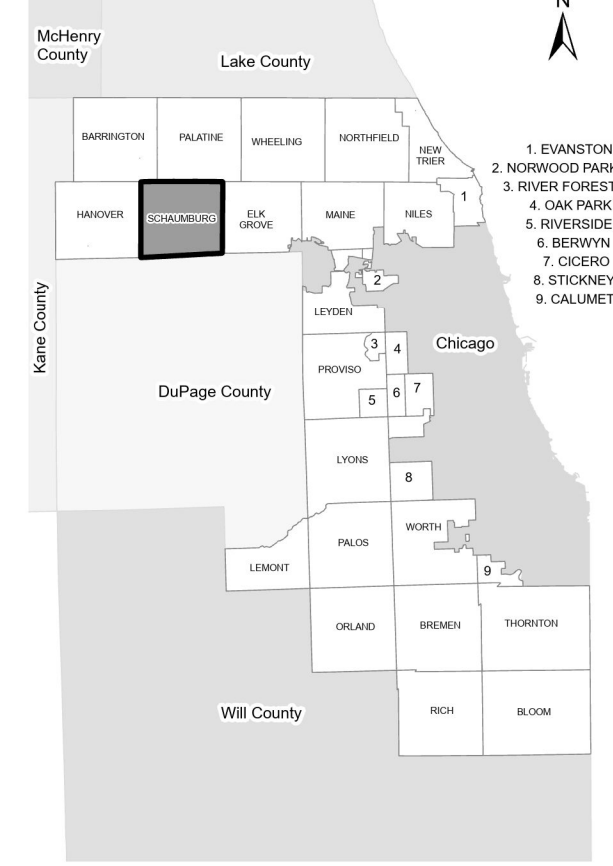 N
McHenry
County
Lake County
BARRINGTON
PALATINE
WHEELING
NORTHFIELD
NEW
TRIER
1. EVANSTON
2. NORWOOD PARK
3. RIVER FOREST
4. OAK PARK
5. RIVERSIDE
6. BERWYN
7. CICERO
8. STICKNEY
9. CALUMET
HANOVER
SCHAUMBURG
ELK
GROVE
MAINE
NILES
1
2
LEYDEN
Kane County
3
4
Chicago
PROVISO
DuPage County
5
6
7
LYONS
8
WORTH
PALOS
LEMONT
9
ORLAND
BREMEN
THORNTON
Will County
RICH
BLOOM